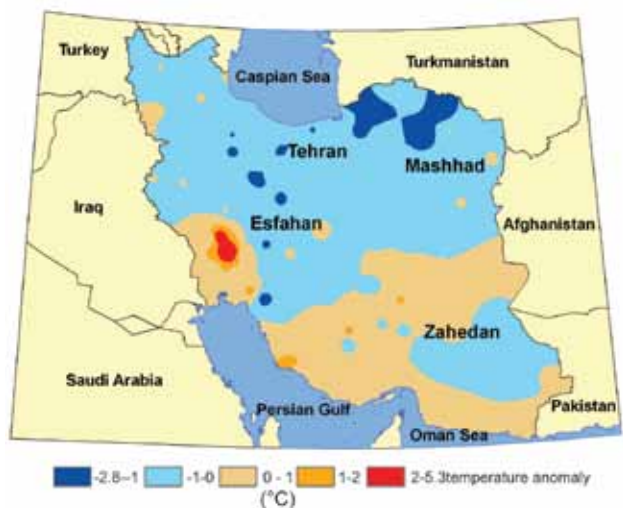 Turkey
Caspian Sea
Turkmanistan
Tehran
Mashhad
Iraq
Esfahan
Afghanistan
Zahedan
Saudi Arabia
Persian Gulf
Oman Sea
Pakistan
-2.8--1 -1-0 0 - 1 1-2 2-5.3temperature anomaly
(°C)